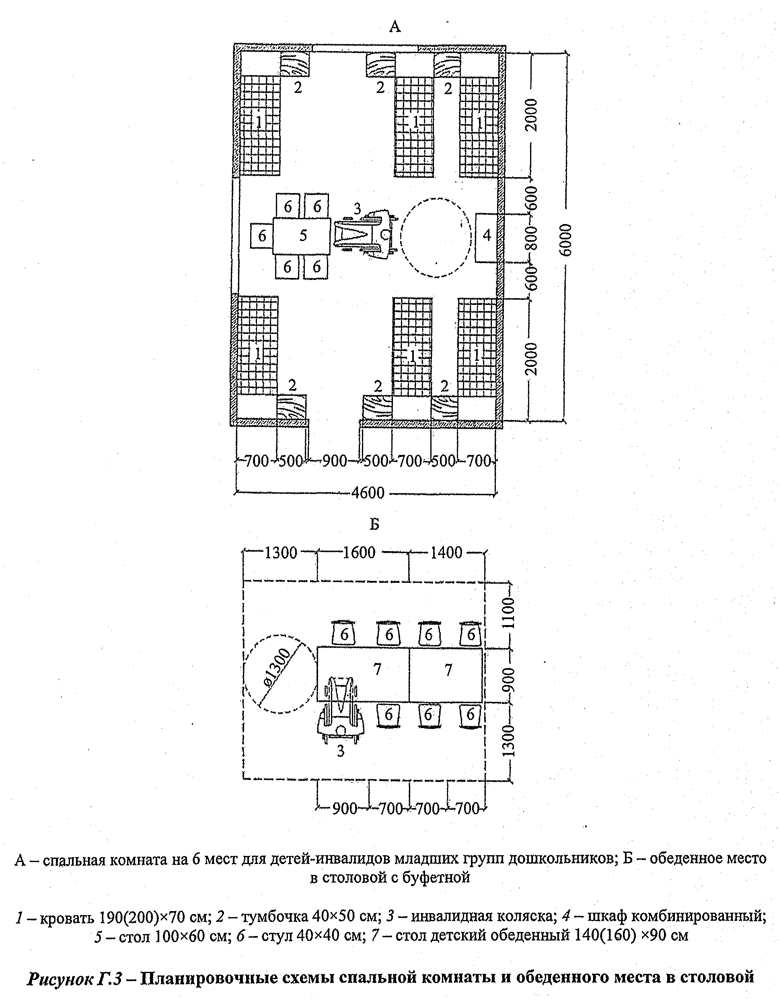 А
2 2 2
1 1 1
2000
6 6 3 600
6 5 4 800 6000
6 6 600
1 1 1 2000
2 2 2
700 500 900 500 700 500 700
4600
Б
1300 1600 1400
1100
6 6 6 6
ø1300 7 7 900
6 6 6
1300
3
900 700 700 700
А – спальная комната на 6 мест для детей-инвалидов младших групп дошкольников; Б – обеденное место
в столовой с буфетной
1 – кровать 190(200)×70 см; 2 – тумбочка 40×50 см; 3 – инвалидная коляска; 4 – шкаф комбинированный;
5 – стол 100×60 см; 6 – стул 40×40 см; 7 – стол детский обеденный 140(160) ×90 см
Рисунок Г.3 – Планировочные схемы спальной комнаты и обеденного места в столовой